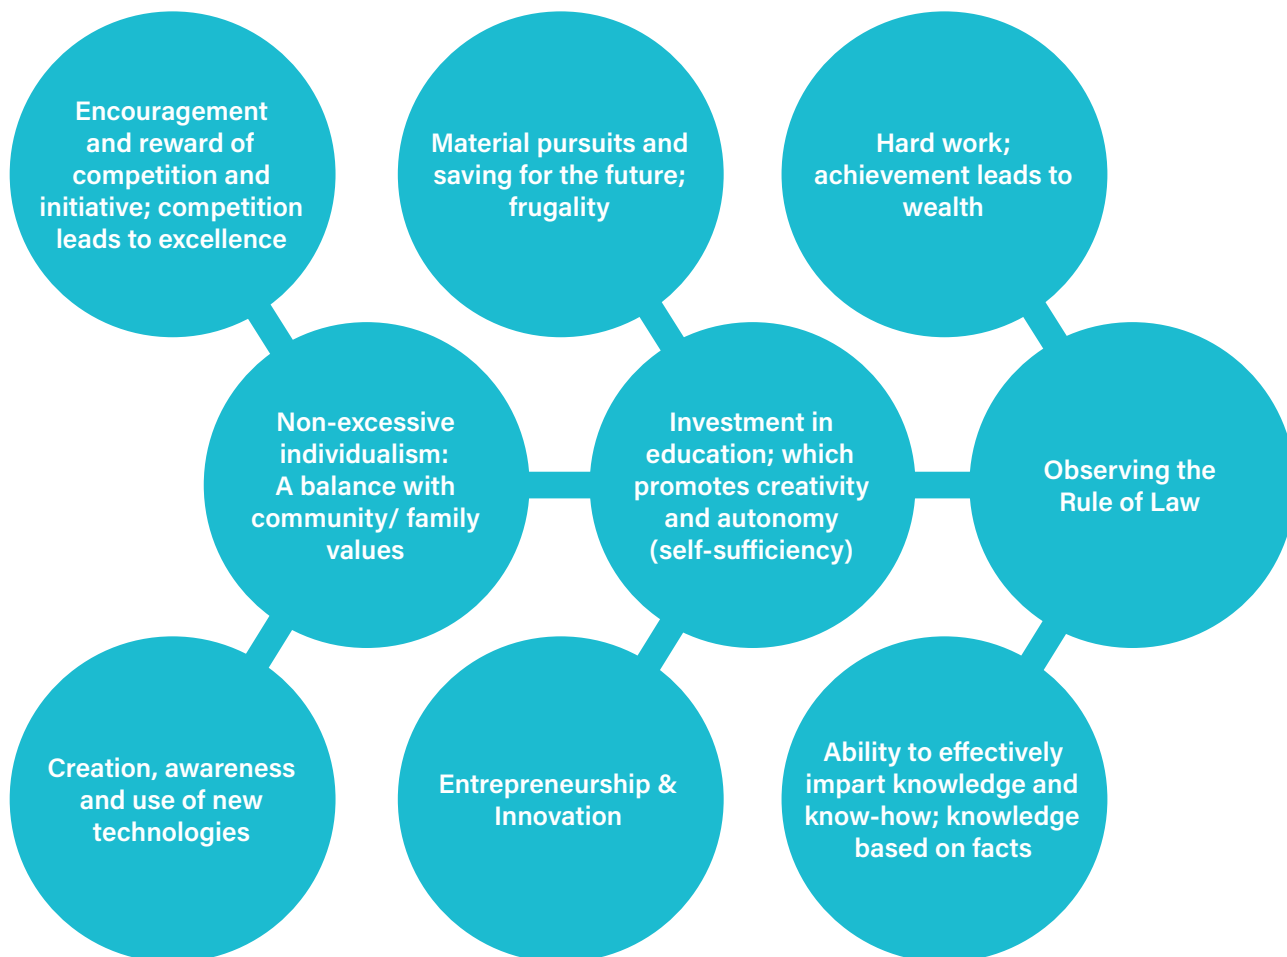 Encouragement
and reward of
competition and
initiative; competition
leads to excellence
Material pursuits and
saving for the future;
frugality
Hard work;
achievement leads to
wealth
Non-excessive
individualism:
A balance with
community/ family
values
Investment in
education; which
promotes creativity
and autonomy
(self-sufficiency)
Observing the
Rule of Law
Creation, awareness
and use of new
technologies
Entrepreneurship &
Innovation
Ability to effectively
impart knowledge and
know-how; knowledge
based on facts